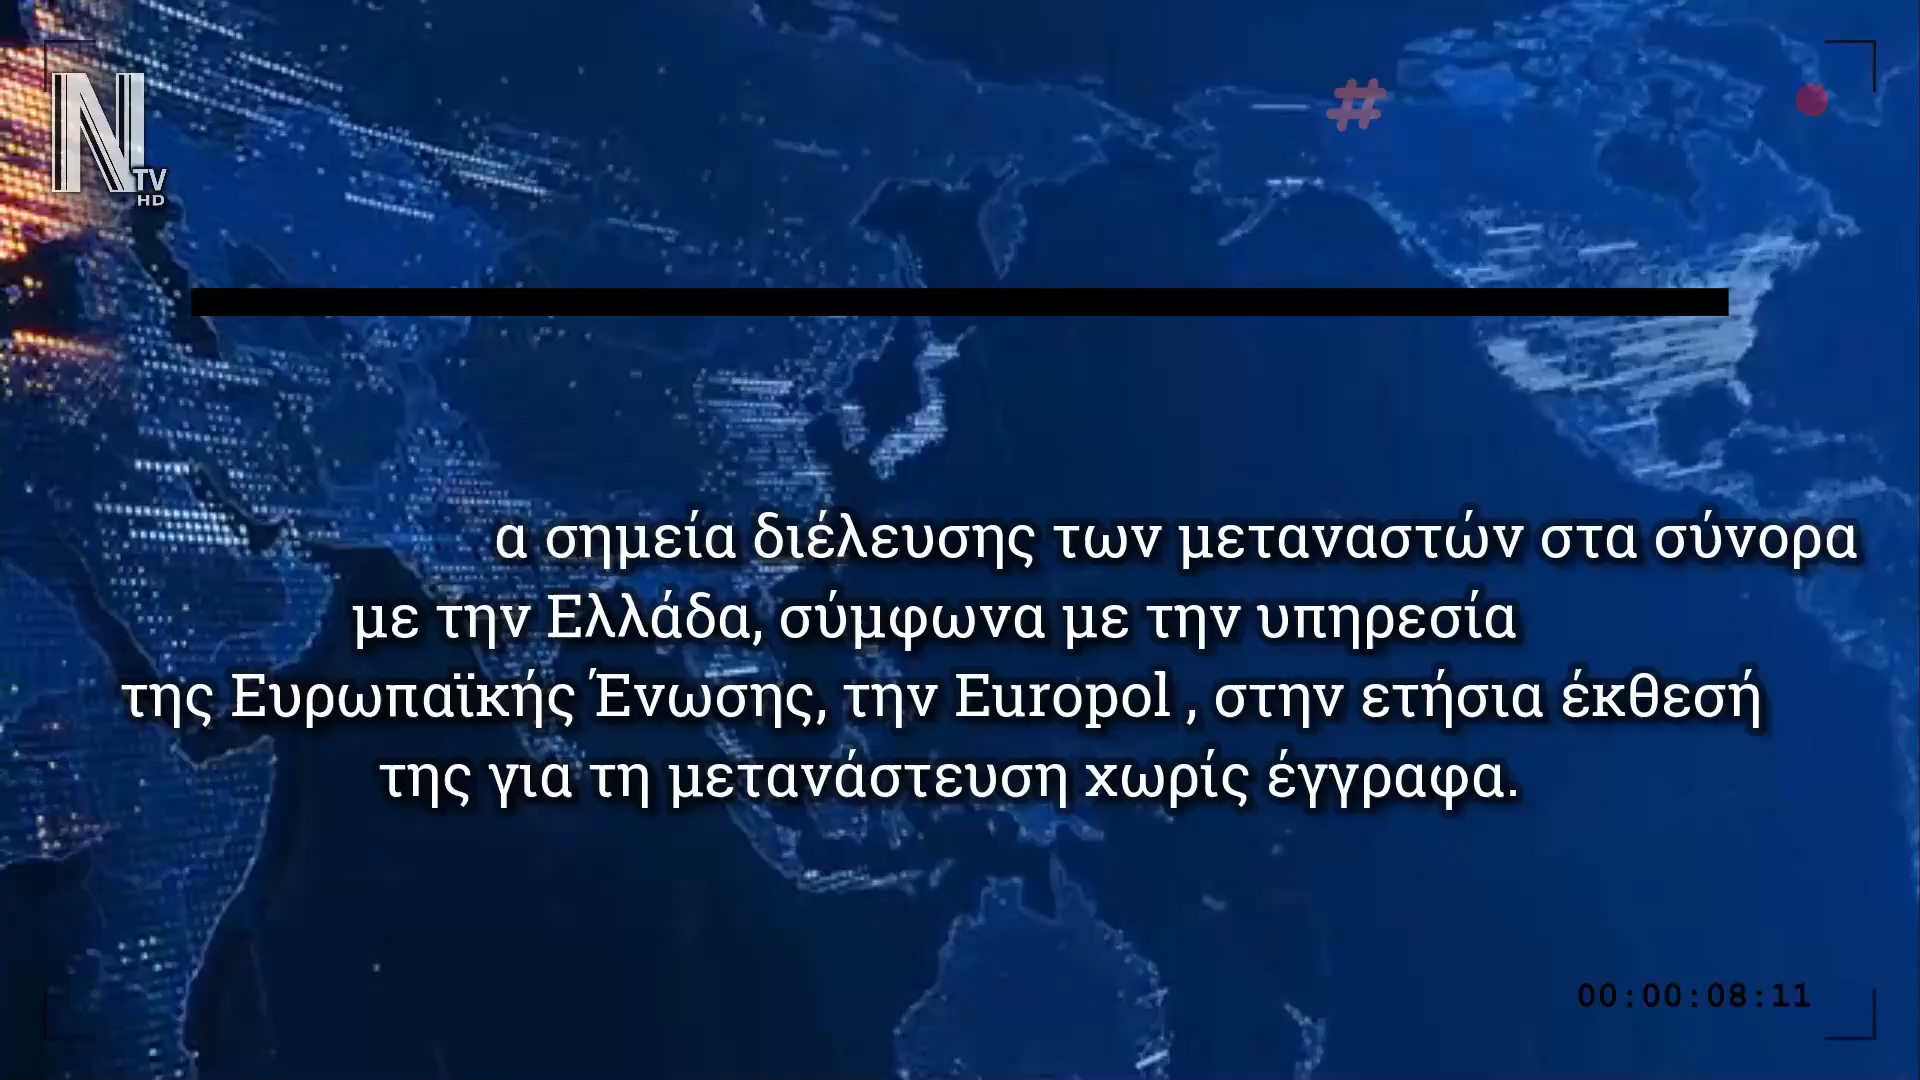 N TV
HD
#
α σημεία διέλευσης των μεταναστών στα σύνορα
με την Ελλάδα, σύμφωνα με την υπηρεσία
της Ευρωπαϊκής Ένωσης, την Europol , στην ετήσια έκθεσή
της για τη μετανάστευση χωρίς έγγραφα.
00:00:08:11